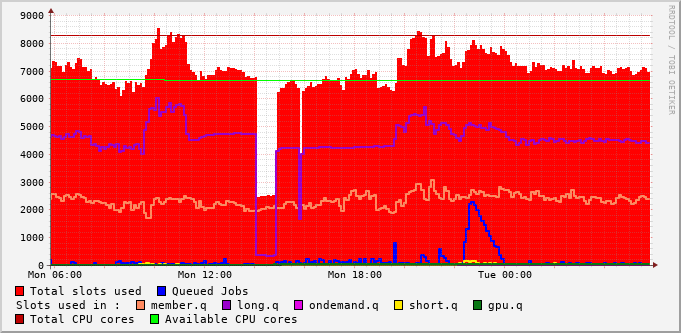 9000
8000
7000
6000
5000
4000
3000
2000
1000
0
Mon 06:00 Mon 12:00 Mon 18:00 Tue 00:00
RRDTOOL / TOBI OETIKER
Total slots used Queued Jobs
Slots used in : member.q long.q ondemand.q short.q gpu.q
Total CPU cores Available CPU cores